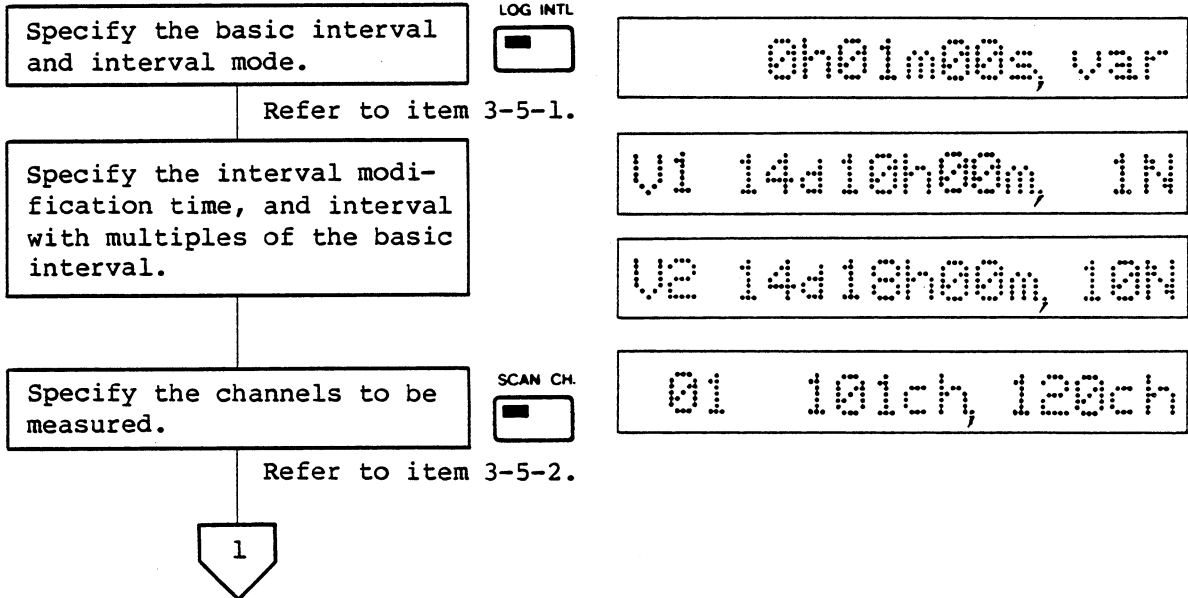 LOG INTL
Specify the basic interval
and interval mode.
0h01m00s, var
Refer to item 3-5-1.
Specify the interval modi-
fication time, and interval
with multiples of the basic
interval.
V1 14d10h00m, 1N
V2 14d18h00m, 10N
Specify the channels to be
measured.
SCAN CH.
01 101ch, 120ch
Refer to item 3-5-2.
1